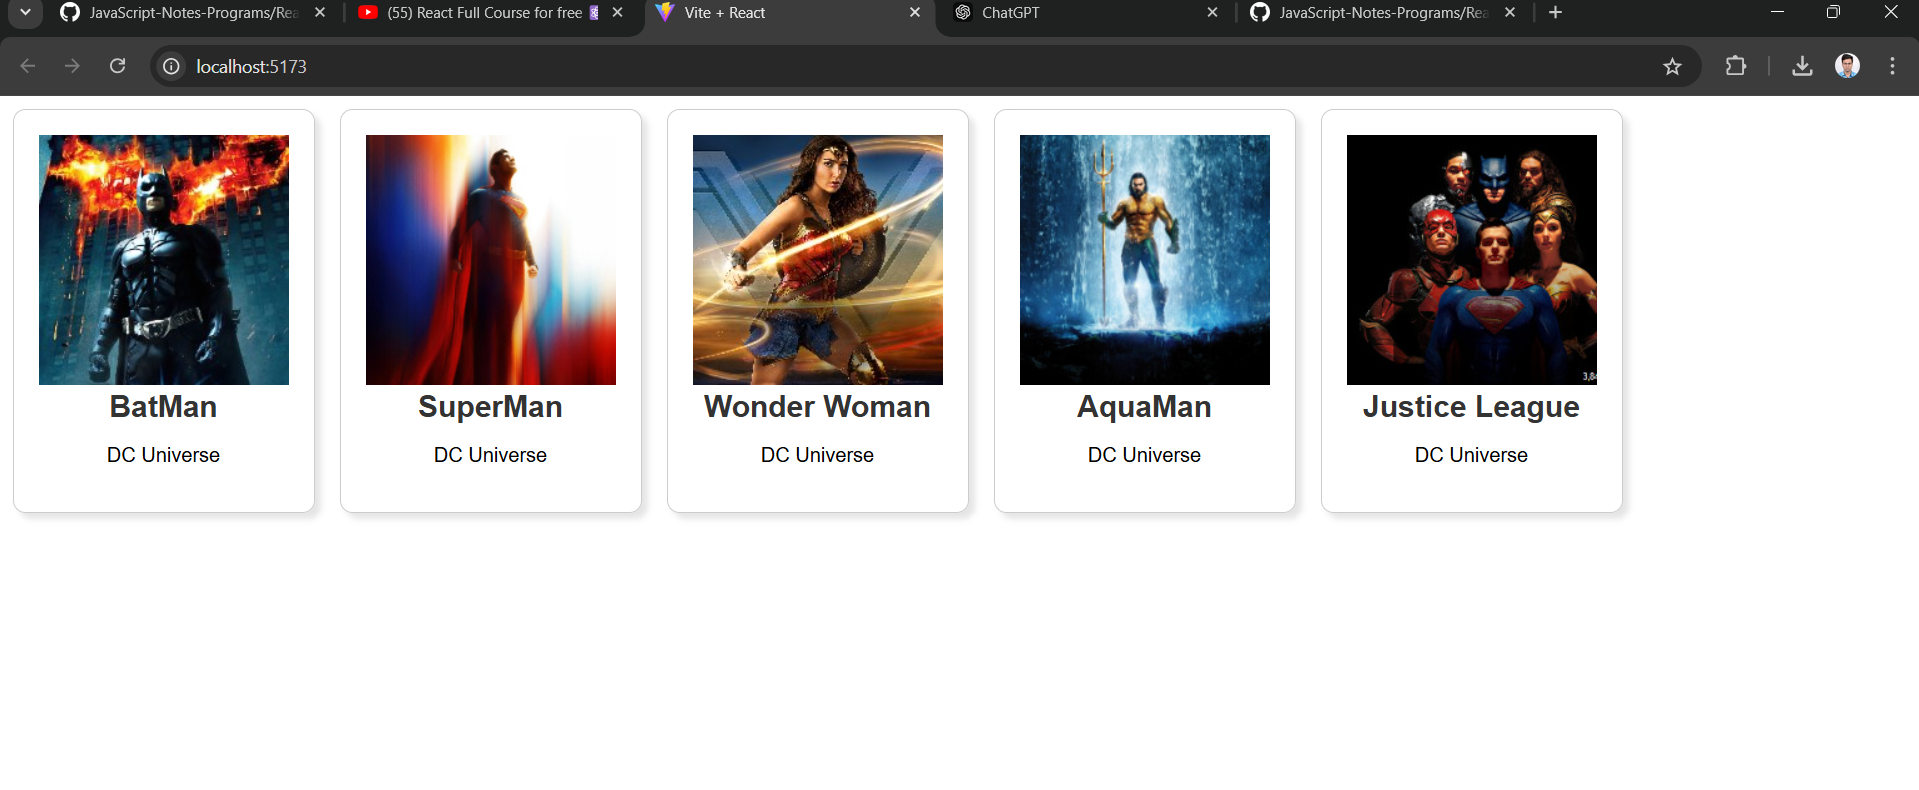 JavaScript-Notes-Programs/Rea
(55) React Full Course for free
Vite + React
ChatGPT
JavaScript-Notes-Programs/Rea
localhost:5173
BatMan
DC Universe
SuperMan
DC Universe
Wonder Woman
DC Universe
AquaMan
DC Universe
Justice League
DC Universe